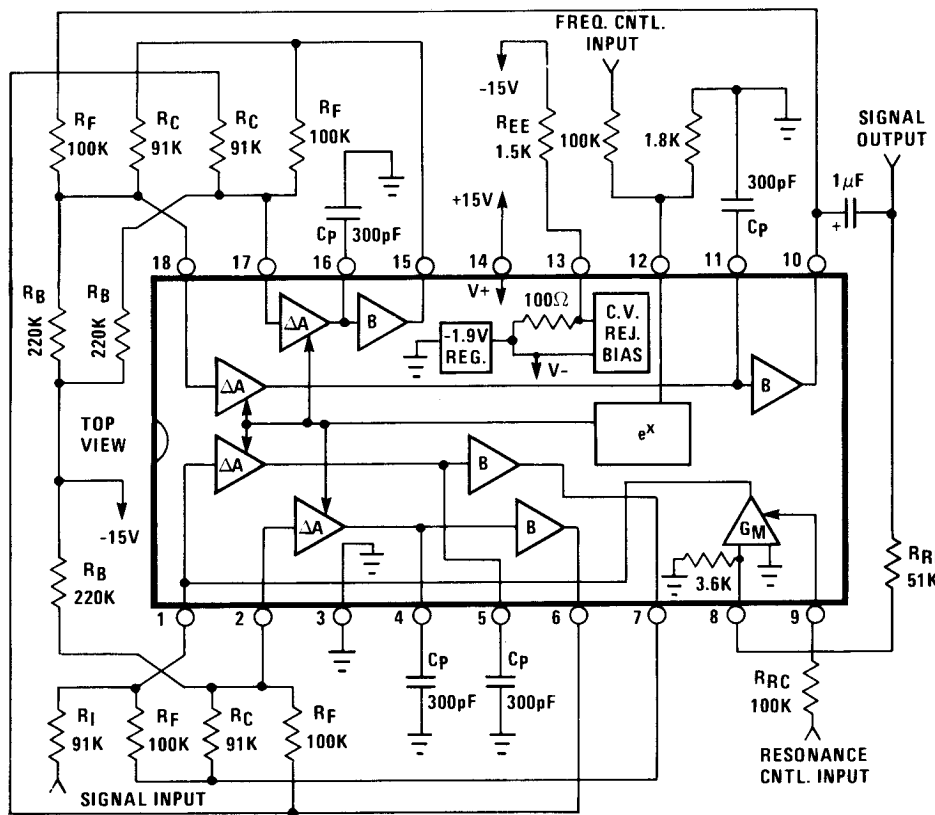 FREQ. CNTL.
INPUT
-15V
SIGNAL
OUTPUT
RF
100K
RC
91K
RC
91K
RF
100K
REE
1.5K
100K
1.8K
300pF
CP
1µF
+
+15V
CP
300pF
18
17
16
15
14
13
12
11
10
V+
RB
220K
RB
220K
ΔA
B
100Ω
-1.9V
REG.
C.V.
REJ.
BIAS
V-
ΔA
B
TOP
VIEW
e^x
ΔA
B
-15V
ΔA
B
GM
3.6K
RR
51K
RB
220K
1
2
3
4
5
6
7
8
9
CP
300pF
CP
300pF
RRC
100K
RI
91K
RF
100K
RC
91K
RF
100K
SIGNAL INPUT
RESONANCE
CNTL. INPUT